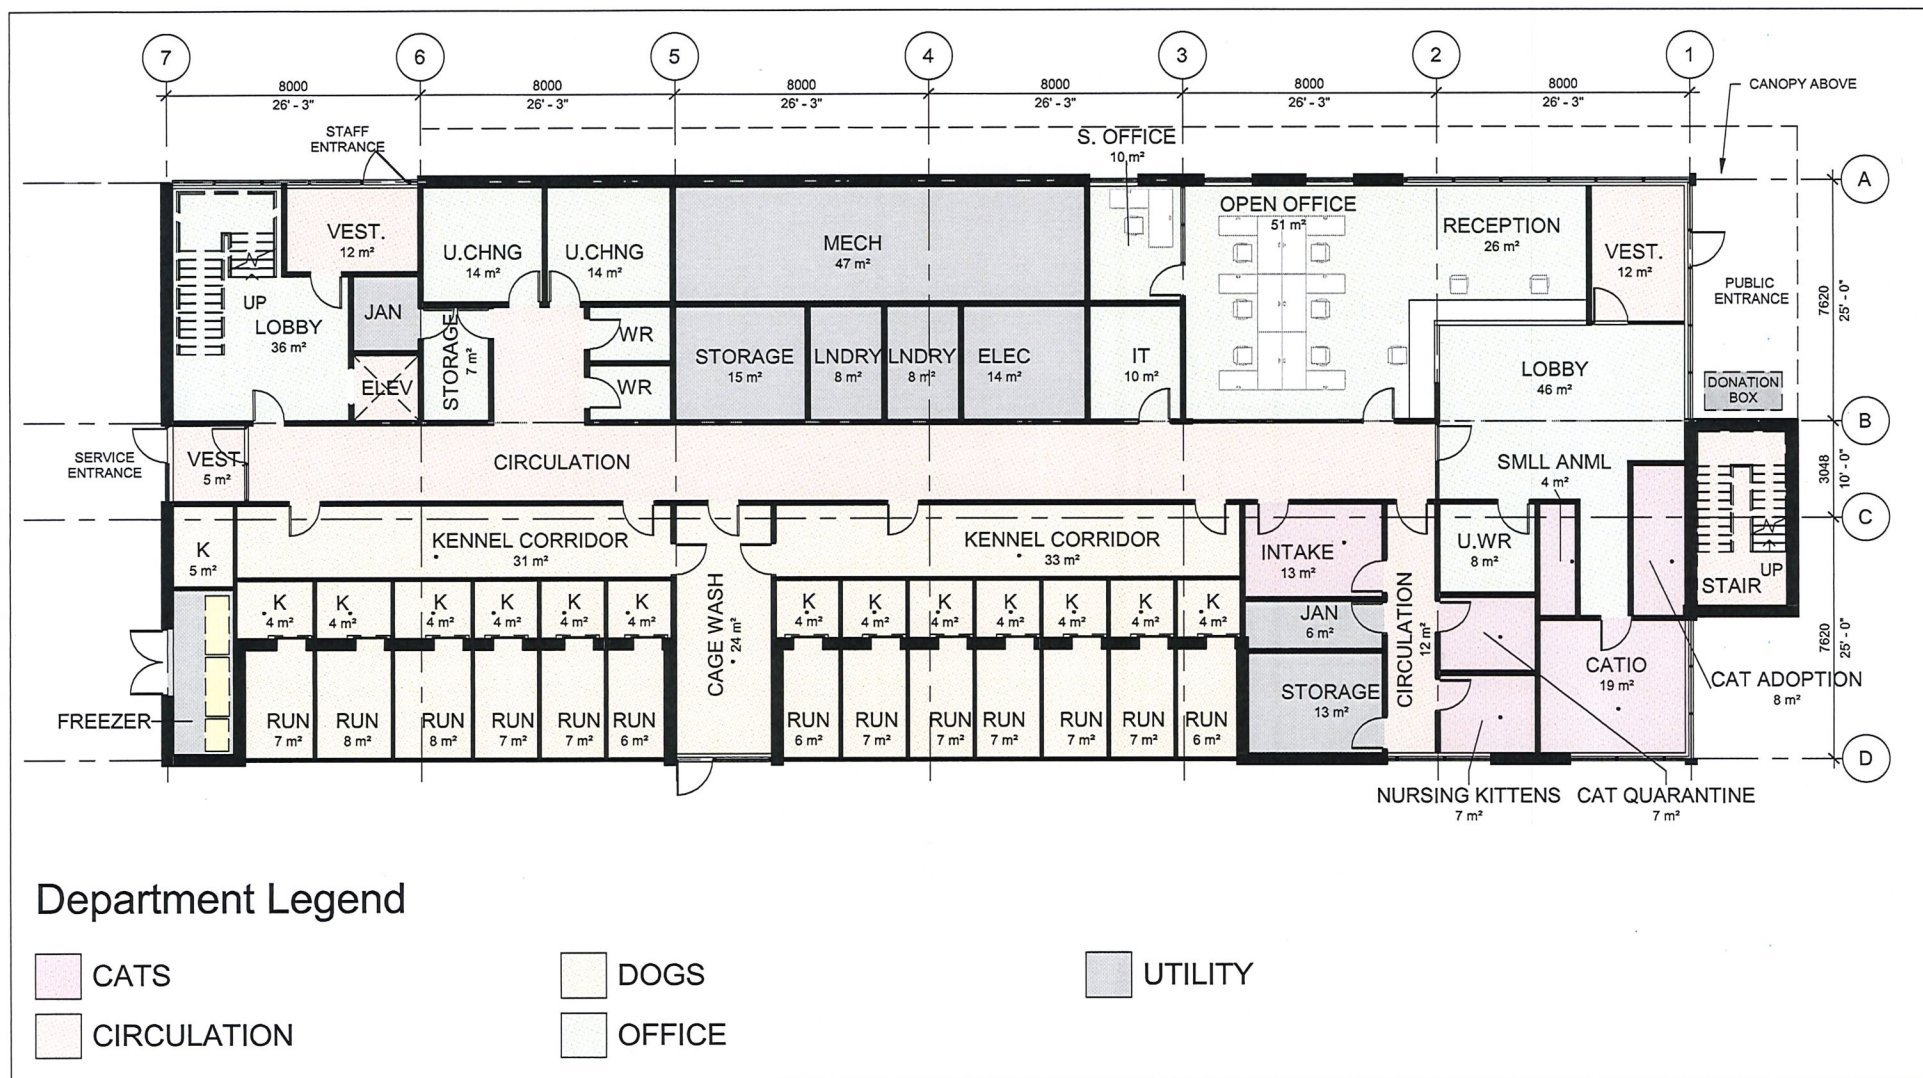 7
6
5
4
3
2
1
8000
26' - 3"
8000
26' - 3"
8000
26' - 3"
8000
26' - 3"
8000
26' - 3"
8000
26' - 3"
CANOPY ABOVE
STAFF
ENTRANCE
S. OFFICE
10 m²
A
VEST.
12 m²
U.CHNG
14 m²
U.CHNG
14 m²
MECH
47 m²
OPEN OFFICE
51 m²
RECEPTION
26 m²
VEST.
12 m²
PUBLIC
ENTRANCE
7620
25' - 0"
UP
LOBBY
36 m²
JAN
ELEV
STORAGE
7 m²
WR
WR
STORAGE
15 m²
LNDRY
8 m²
LNDRY
8 m²
ELEC
14 m²
IT
10 m²
LOBBY
46 m²
DONATION
BOX
B
SERVICE
ENTRANCE
VEST.
5 m²
CIRCULATION
SMLL ANML
4 m²
3048
10' - 0"
C
K
5 m²
KENNEL CORRIDOR
31 m²
CAGE WASH
24 m²
KENNEL CORRIDOR
33 m²
INTAKE
13 m²
CIRCULATION
12 m²
U.WR
8 m²
UP
STAIR
K
4 m²
K
4 m²
K
4 m²
K
4 m²
K
4 m²
K
4 m²
K
4 m²
K
4 m²
K
4 m²
K
4 m²
K
4 m²
K
4 m²
K
4 m²
JAN
6 m²
7620
25' - 0"
CATIO
19 m²
CAT ADOPTION
8 m²
STORAGE
13 m²
FREEZER
RUN
7 m²
RUN
8 m²
RUN
8 m²
RUN
7 m²
RUN
7 m²
RUN
6 m²
RUN
6 m²
RUN
7 m²
RUN
7 m²
RUN
7 m²
RUN
7 m²
RUN
7 m²
RUN
6 m²
D
NURSING KITTENS
7 m²
CAT QUARANTINE
7 m²
Department Legend
CATS
DOGS
UTILITY
CIRCULATION
OFFICE